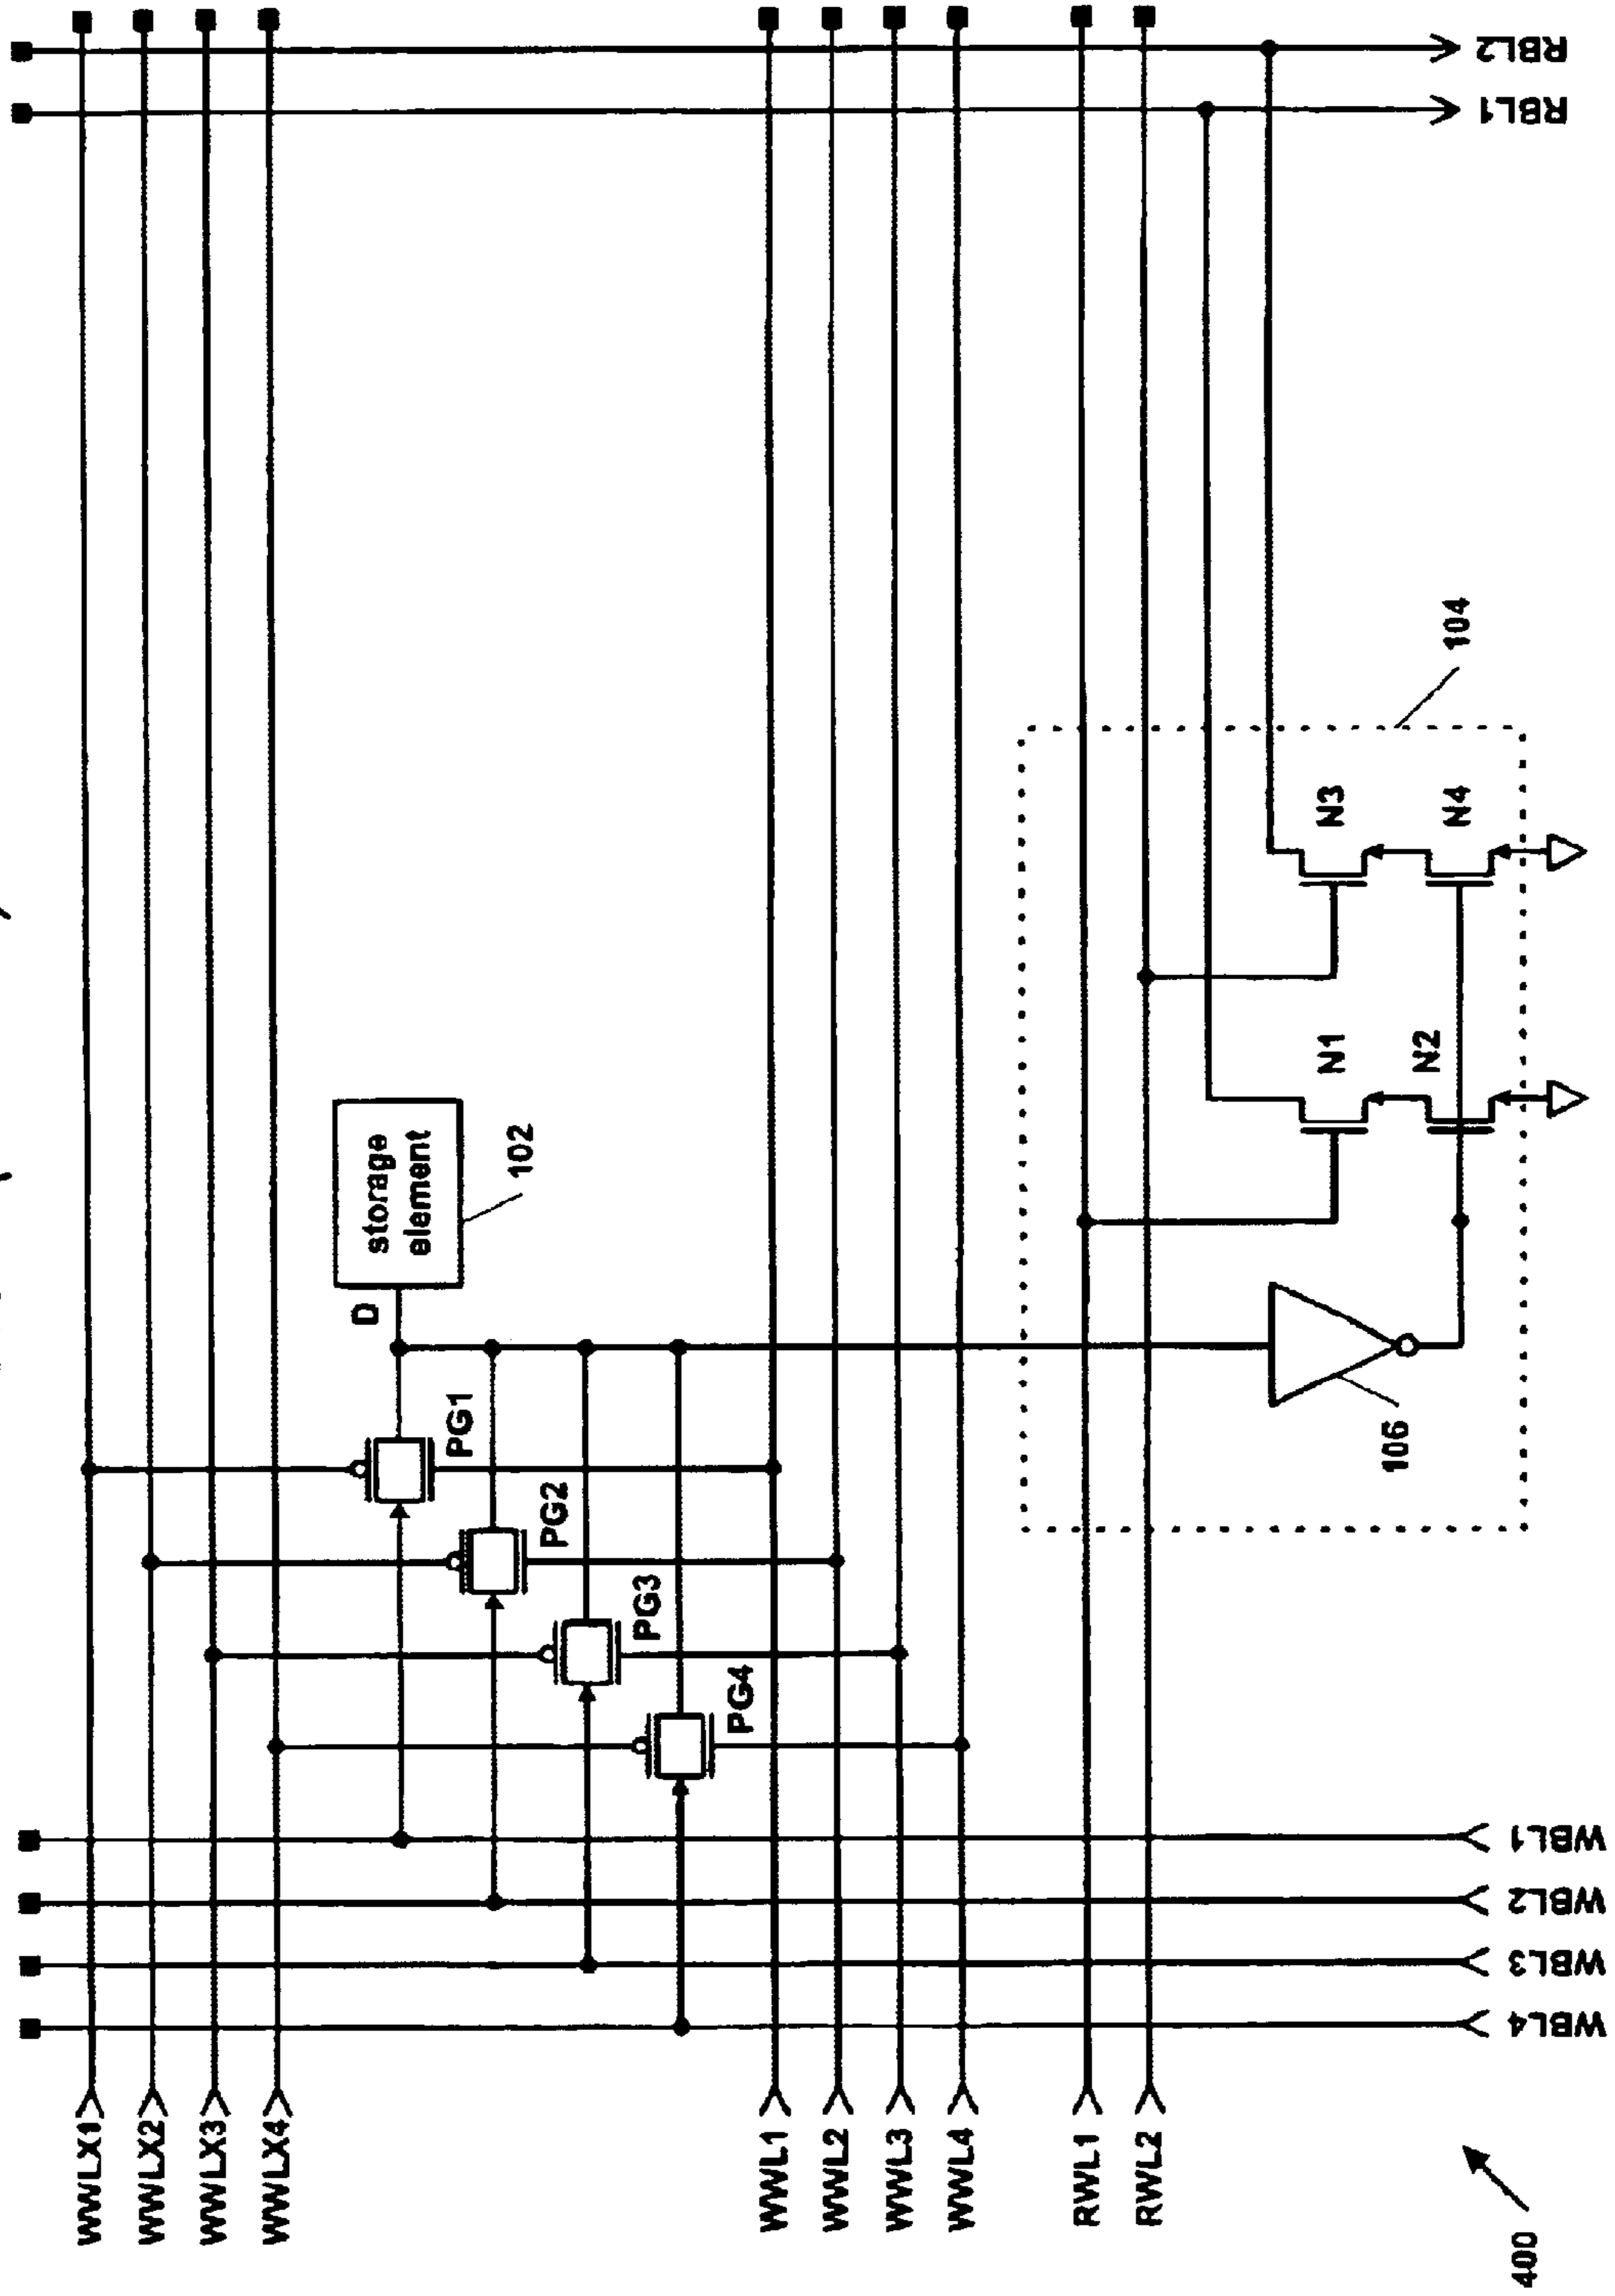 WWLX1
WWLX2
WWLX3
WWLX4
storage
element
D
102
PG1
PG2
PG3
PG4
WWL1
WWL2
WWL3
WWL4
RWL1
RWL2
104
106
N1
N2
N3
N4
WBL4
WBL3
WBL2
WBL1
RBL1
RBL2
400